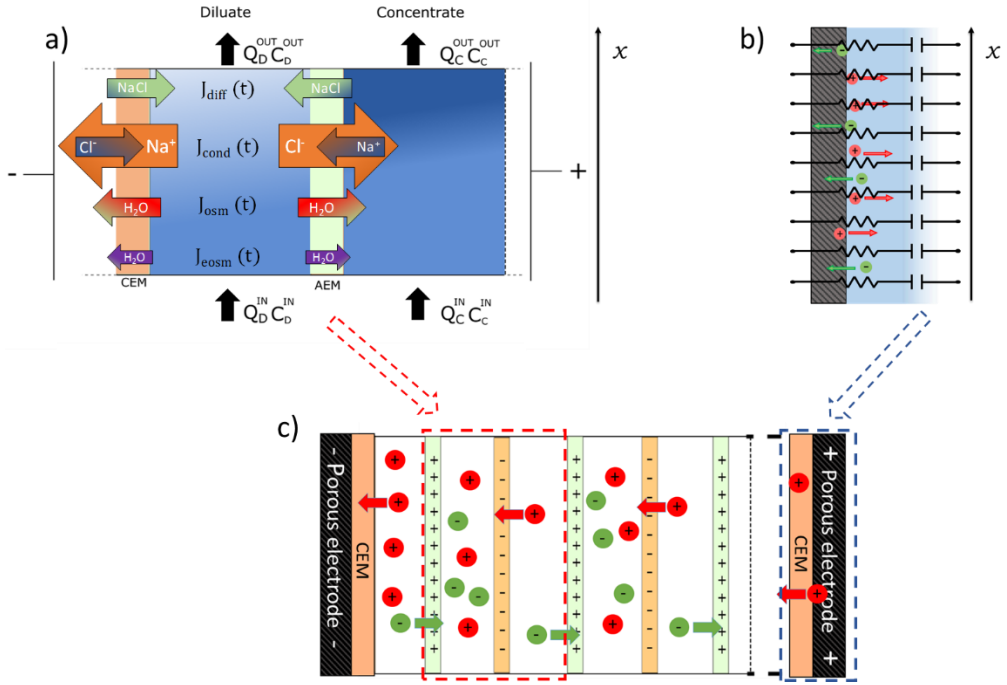 Diluate Concentrate
a)
Q_D^OUT C_D^OUT Q_C^OUT C_C^OUT
x
NaCl J_diff (t) NaCl
Cl⁻ Na⁺ J_cond (t) Cl⁻ Na⁺
- +
H₂O J_osm (t) H₂O
H₂O J_eosm (t) H₂O
CEM AEM
Q_D^IN C_D^IN Q_C^IN C_C^IN
b)
x
c)
- Porous electrode -
CEM
CEM
+ Porous electrode +